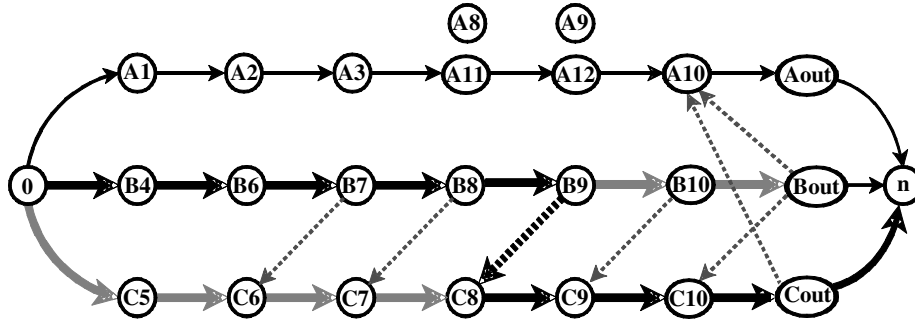 A8 A9
A1 A2 A3 A11 A12 A10 Aout
0 B4 B6 B7 B8 B9 B10 Bout n
C5 C6 C7 C8 C9 C10 Cout